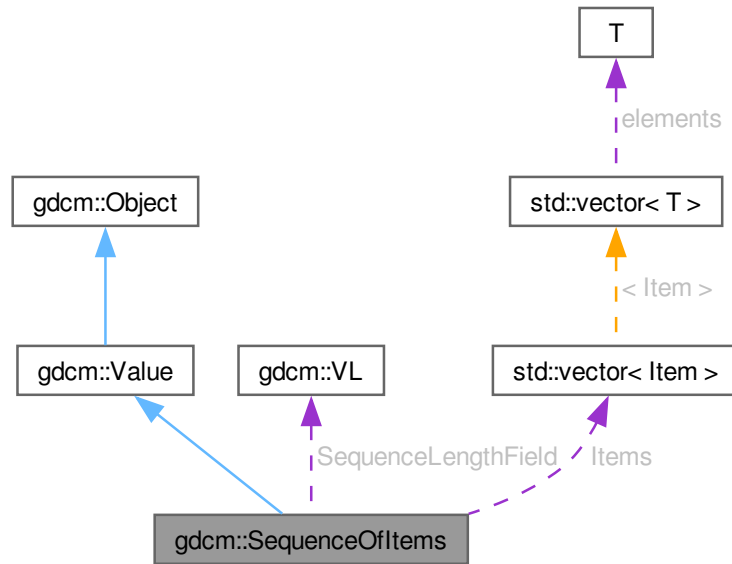 T
elements
gdcm::Object
std::vector< T >
< Item >
gdcm::Value
gdcm::VL
std::vector< Item >
SequenceLengthField
Items
gdcm::SequenceOfItems